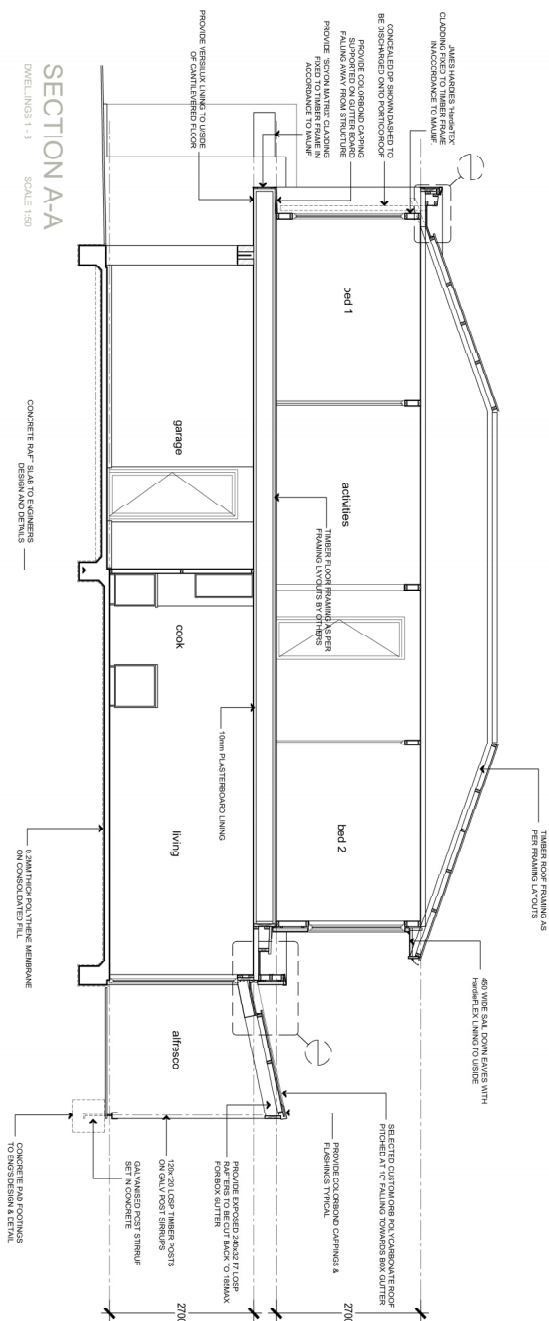 JAMES HARDIES 'HardieTEX'
CLADDING FIXED TO TIMBER FRAME
IN ACCORDANCE TO MAUNF.
CONCEALED DP SHOWN DASHED TO
BE DISCHARGED ONTO PORTICO ROOF
PROVIDE COLORBOND CAPPING
SUPPORTED ON GUTTER BOARD
FALLING AWAY FROM STRUCTURE
PROVIDE 'SCYON MATRIX' CLADDING
FIXED TO TIMBER FRAME IN
ACCORDANCE TO MAUNF
PROVIDE VERSILUX LINING TO U/SIDE
OF CANTILEVERED FLOOR
TIMBER ROOF FRAMING AS
PER FRAMING LAYOUTS
450 WIDE SAIL DOWN EAVES WITH
HardieFLEX LINING TO U/SIDE
SELECTED CUSTOM ORB POLYCARBONATE ROOF
PITCHED AT 10° FALLING TOWARDS BOX GUTTER
PROVIDE COLORBOND CAPPINGS &
FLASHINGS TYPICAL
bed 1
activities
bed 2
TIMBER FLOOR FRAMING AS PER
FRAMING LAYOUTS BY OTHERS
garage
cook
living
alfresco
10mm PLASTERBOARD LINING
PROVIDE EXPOSED 240x32 F7 LOSP
RAFTERS TO BE CUT BACK TO 185MAX
FOR BOX GUTTER
120x120 LOSP TIMBER POSTS
ON GALV POST STIRRUPS
GALVANISED POST STIRRUP
SET IN CONCRETE
CONCRETE PAD FOOTINGS
TO ENG'S DESIGN & DETAIL
CONCRETE RAFT SLAB TO ENGINEERS
DESIGN AND DETAILS
0.2MM THICK POLYTHENE MEMBRANE
ON CONSOLIDATED FILL
2700
2700
SECTION A-A
DWELLINGS 1 - 3 SCALE 1:50